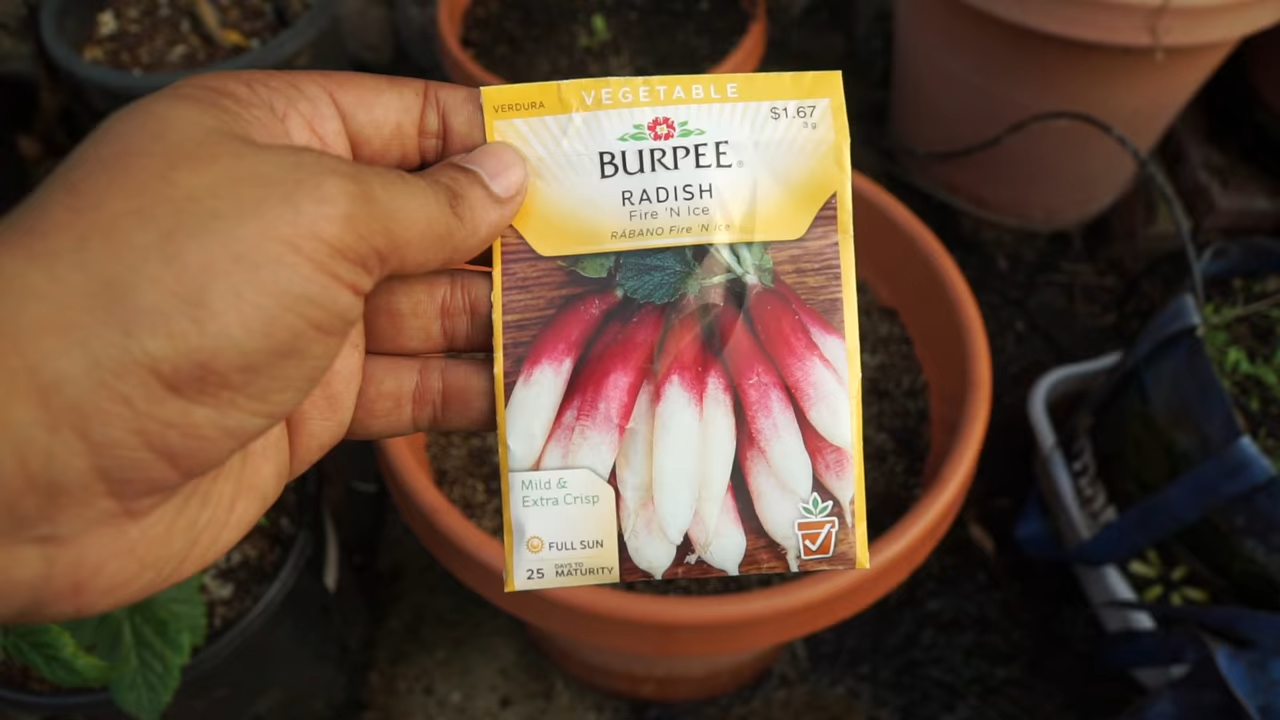 VERDURA
VEGETABLE
$1.67
3 g
BURPEE®
RADISH
Fire 'N Ice
RÁBANO Fire 'N Ice
Mild &
Extra Crisp
FULL SUN
25 DAYS TO MATURITY